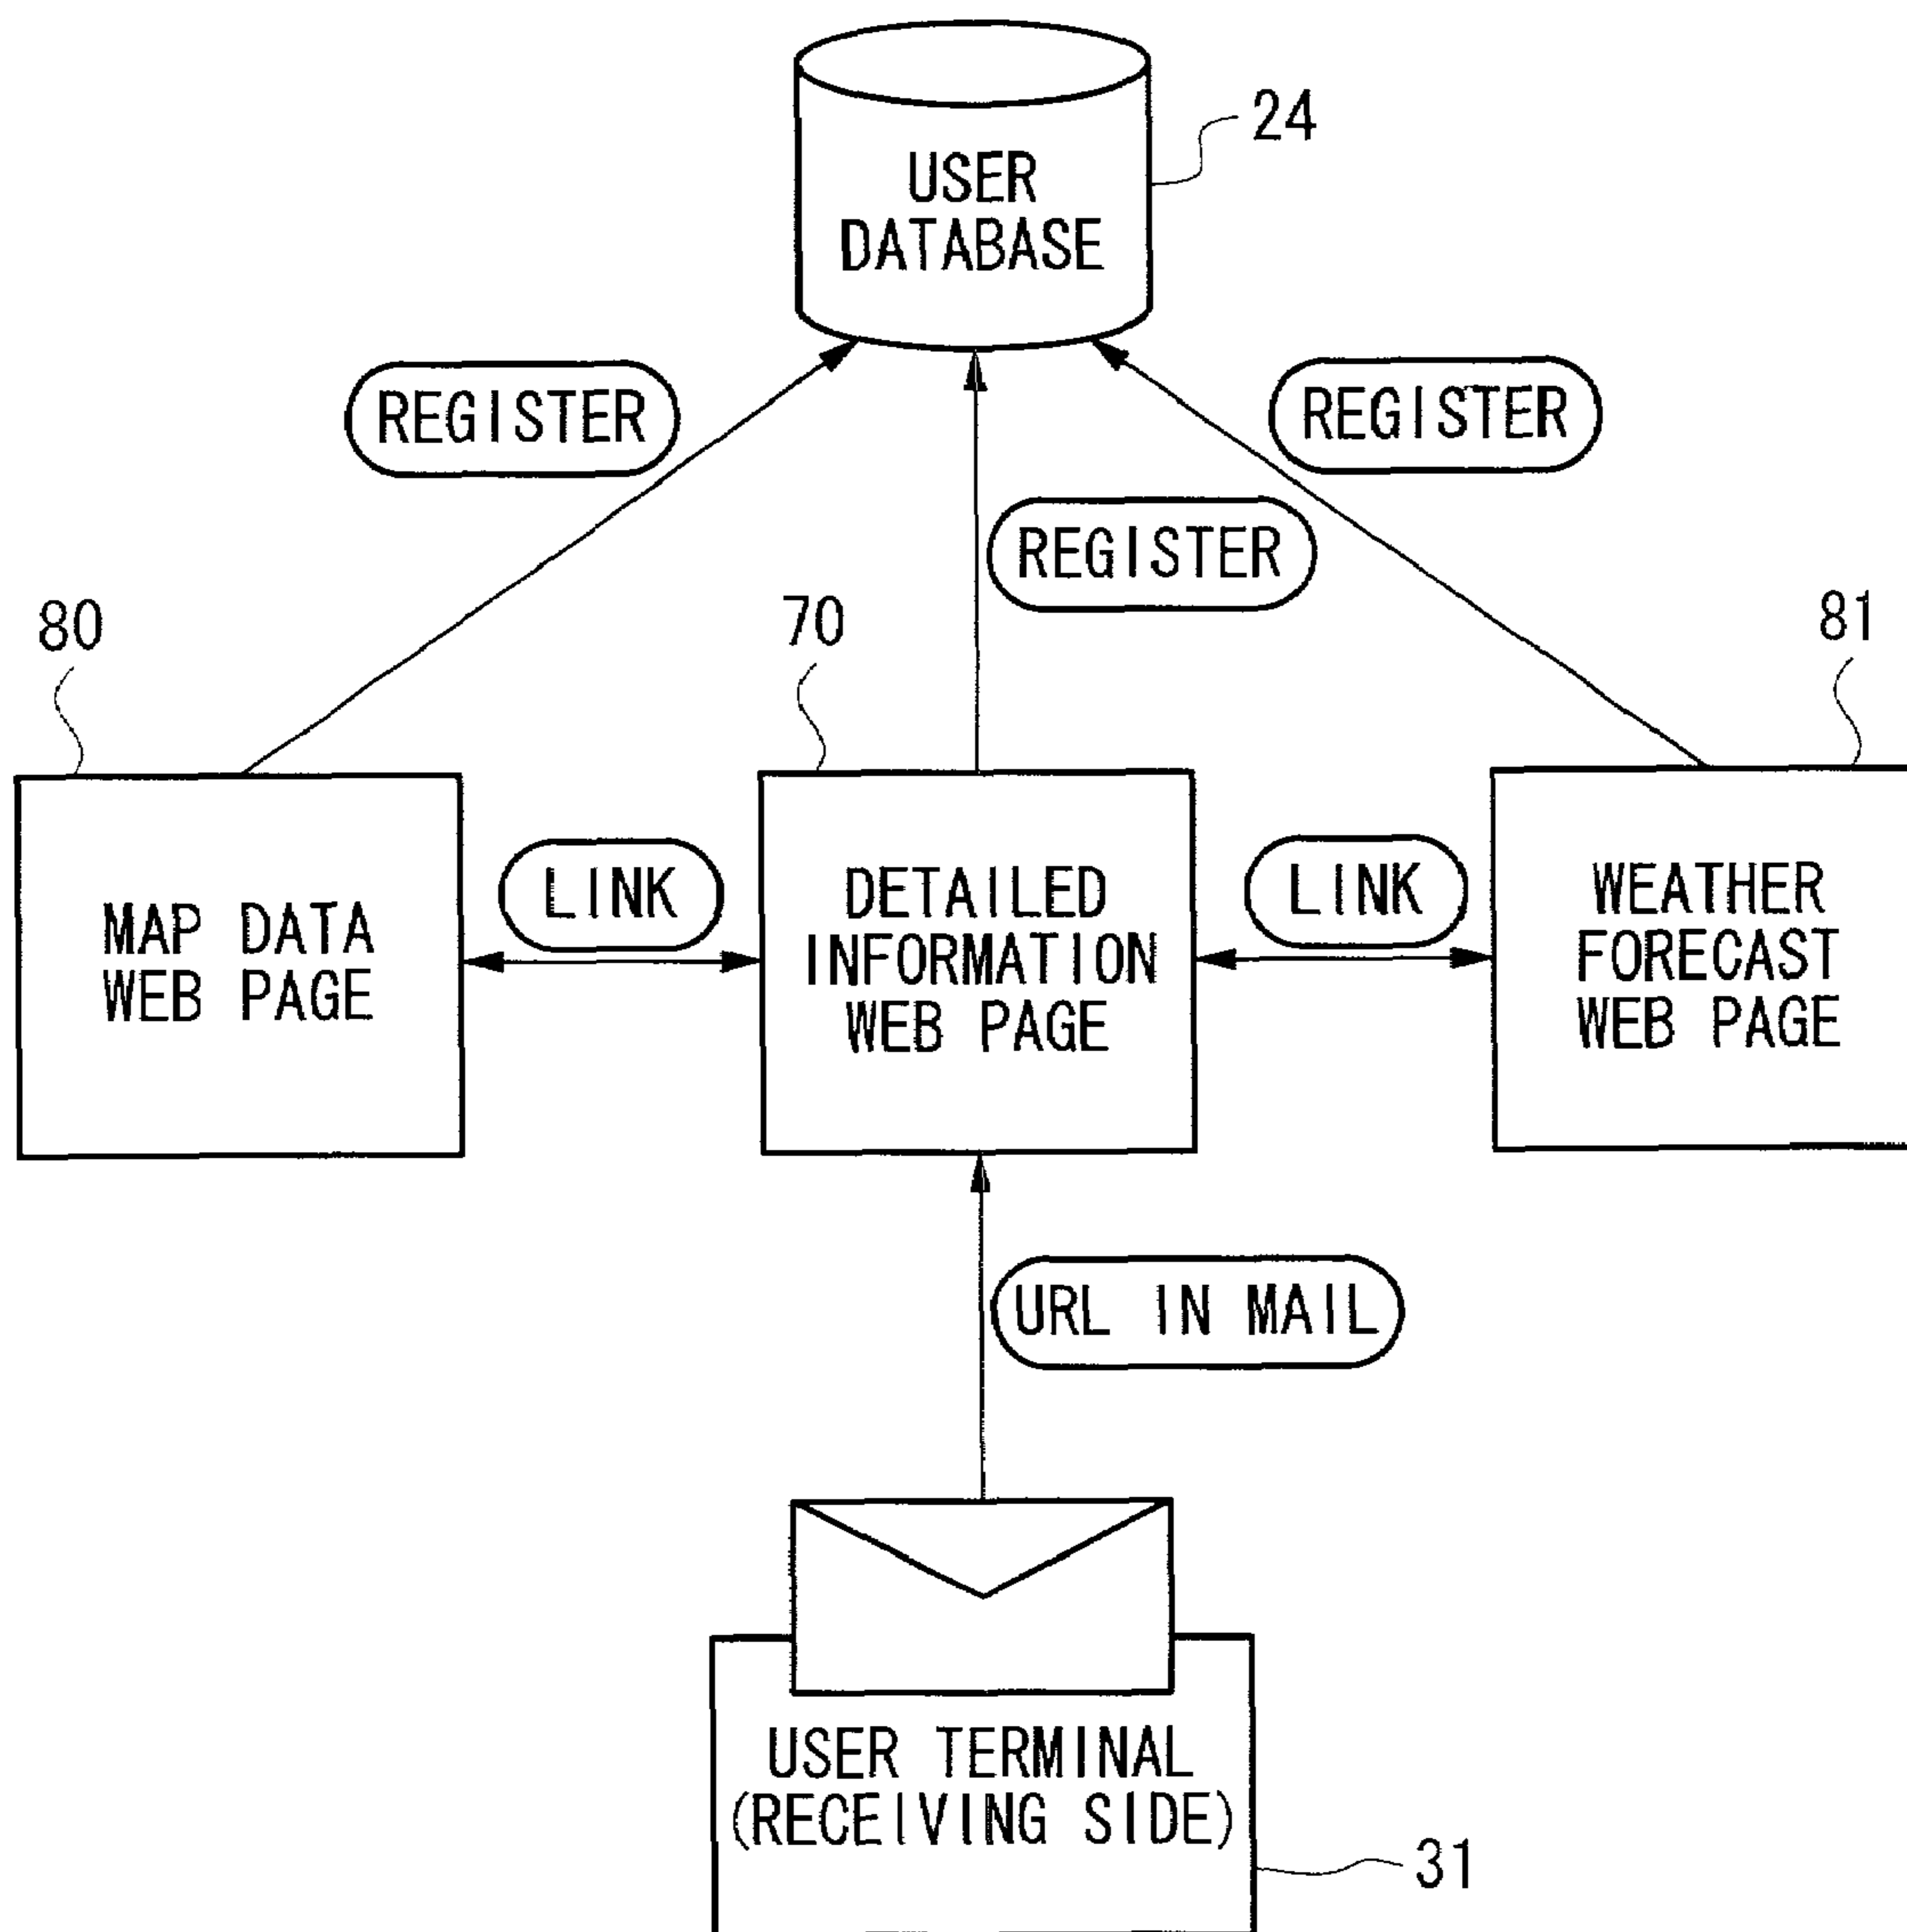 24
USER
DATABASE
REGISTER
REGISTER
REGISTER
80
70
81
MAP DATA
WEB PAGE
LINK
DETAILED
INFORMATION
WEB PAGE
LINK
WEATHER
FORECAST
WEB PAGE
URL IN MAIL
USER TERMINAL
(RECEIVING SIDE)
31